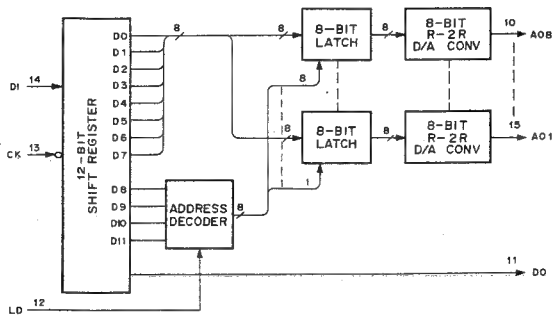 8
8
8-BIT
LATCH
8
8-BIT
R-2R
D/A CONV
10
AO8
D0
D1
D2
D3
D4
D5
D6
D7
D8
D9
D10
D11
DI
14
CK
13
12-BIT
SHIFT REGISTER
8
8
8-BIT
LATCH
8
8-BIT
R-2R
D/A CONV
15
AO1
1
ADDRESS
DECODER
8
11
DO
LD
12